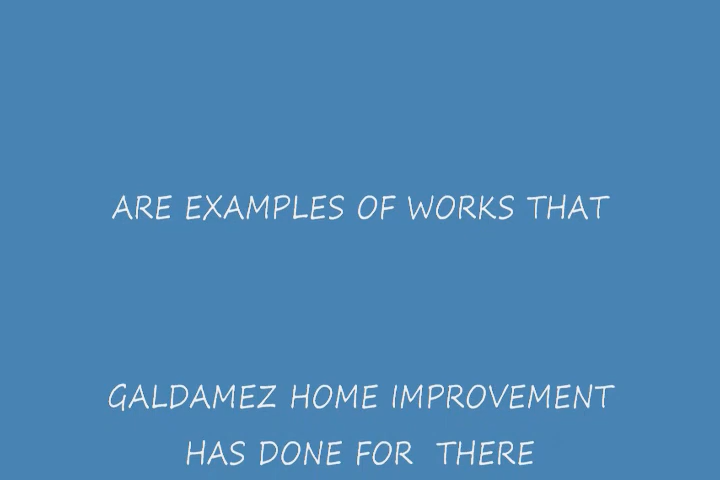 ARE EXAMPLES OF WORKS THAT
GALDAMEZ HOME IMPROVEMENT
HAS DONE FOR THERE